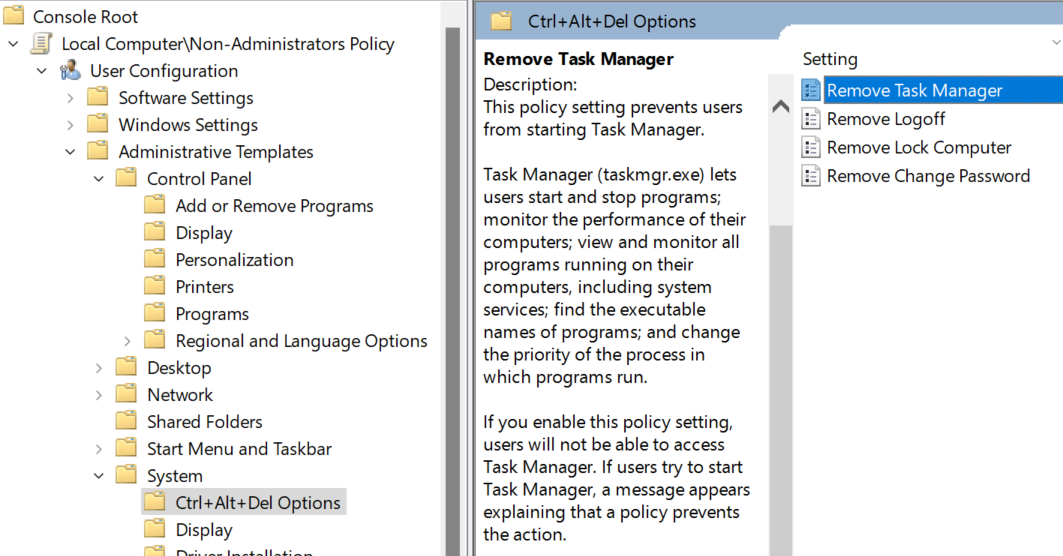 Console Root
Local Computer\Non-Administrators Policy
User Configuration
Software Settings
Windows Settings
Administrative Templates
Control Panel
Add or Remove Programs
Display
Personalization
Printers
Programs
Regional and Language Options
Desktop
Network
Shared Folders
Start Menu and Taskbar
System
Ctrl+Alt+Del Options
Display
Driver Installation
Ctrl+Alt+Del Options
Remove Task Manager
Description:
This policy setting prevents users
from starting Task Manager.
Task Manager (taskmgr.exe) lets
users start and stop programs;
monitor the performance of their
computers; view and monitor all
programs running on their
computers, including system
services; find the executable
names of programs; and change
the priority of the process in
which programs run.
If you enable this policy setting,
users will not be able to access
Task Manager. If users try to start
Task Manager, a message appears
explaining that a policy prevents
the action.
Setting
Remove Task Manager
Remove Logoff
Remove Lock Computer
Remove Change Password